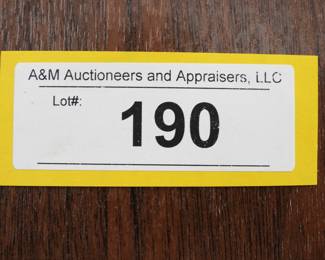 A&M Auctioneers and Appraisers, LLC
Lot#:
190